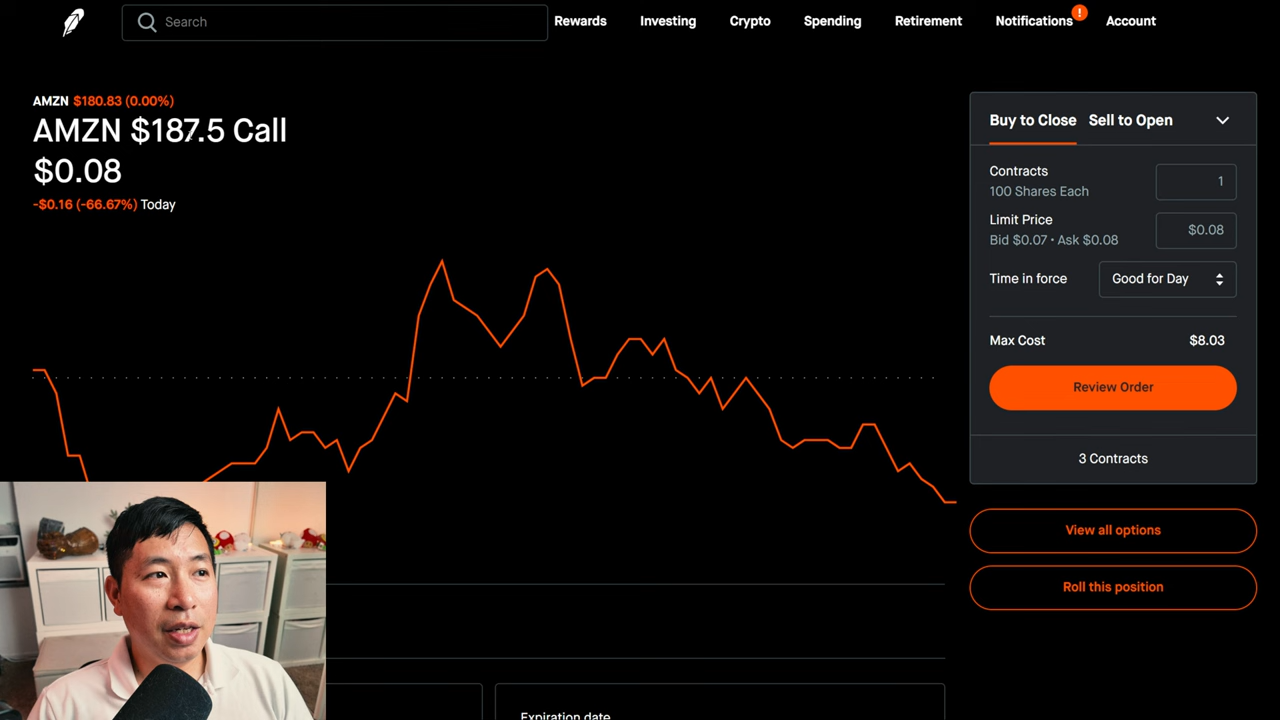 Search
Rewards
Investing
Crypto
Spending
Retirement
Notifications
!
Account
AMZN $180.83 (0.00%)
AMZN $187.5 Call
$0.08
-$0.16 (-66.67%) Today
Buy to Close
Sell to Open
Contracts
100 Shares Each
1
Limit Price
Bid $0.07 • Ask $0.08
$0.08
Time in force
Good for Day
Max Cost
$8.03
Review Order
3 Contracts
View all options
Roll this position
Expiration date